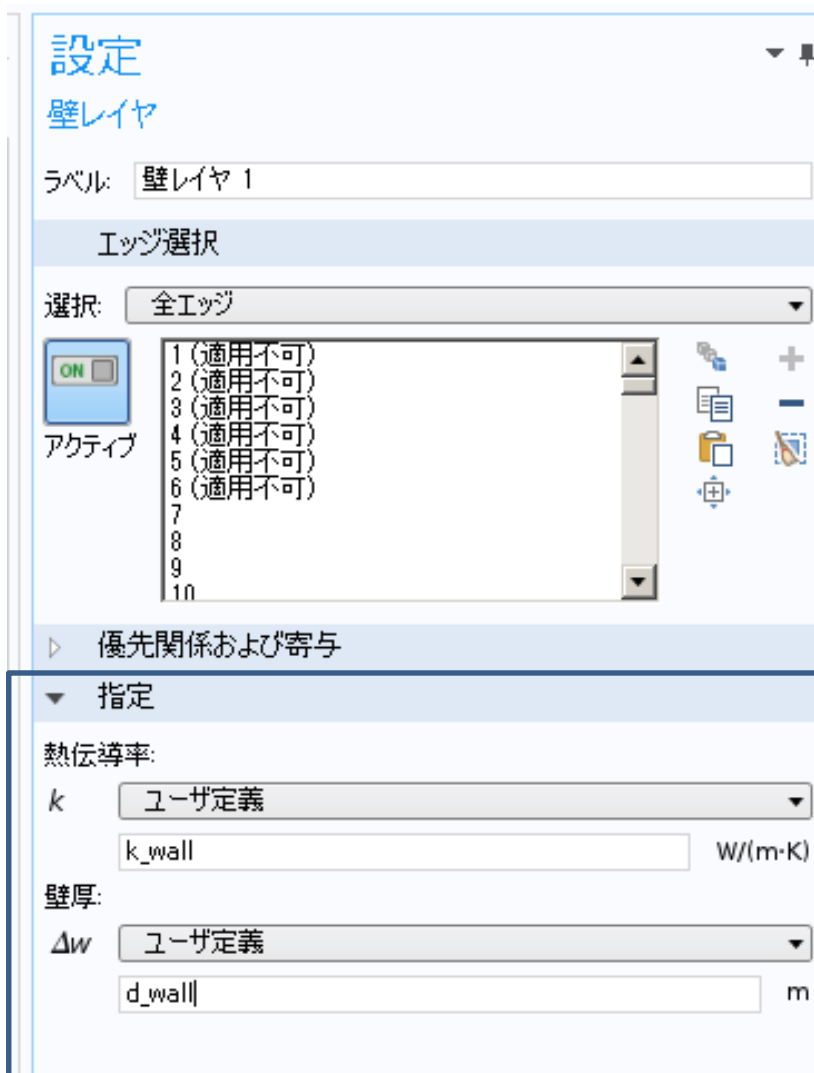 設定
壁レイヤ
ラベル: 壁レイヤ 1
エッジ選択
選択: 全エッジ
ON
アクティブ
1 (適用不可)
2 (適用不可)
3 (適用不可)
4 (適用不可)
5 (適用不可)
6 (適用不可)
7
8
9
10
優先関係および寄与
指定
熱伝導率:
k ユーザ定義
k_wall W/(m·K)
壁厚:
Δw ユーザ定義
d_wall m